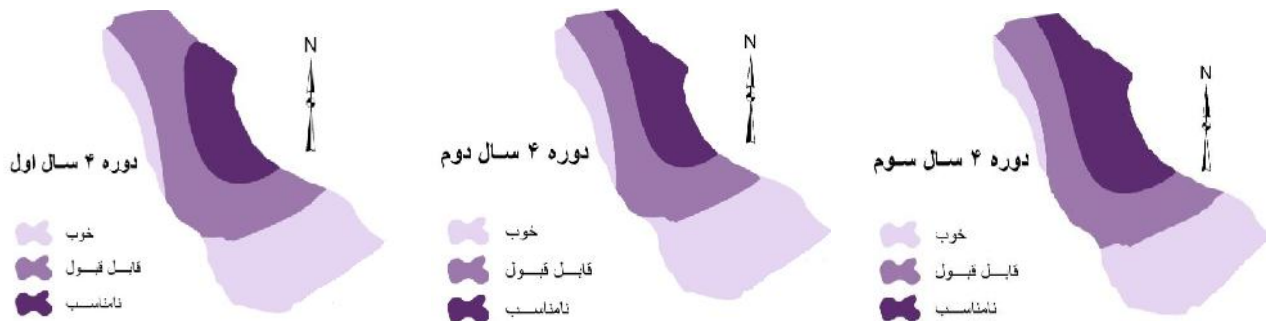 N
دوره ۴ سال اول
خوب
قابل قبول
نامناسب
N
دوره ۴ سال دوم
خوب
قابل قبول
نامناسب
N
دوره ۴ سال سوم
خوب
قابل قبول
نامناسب